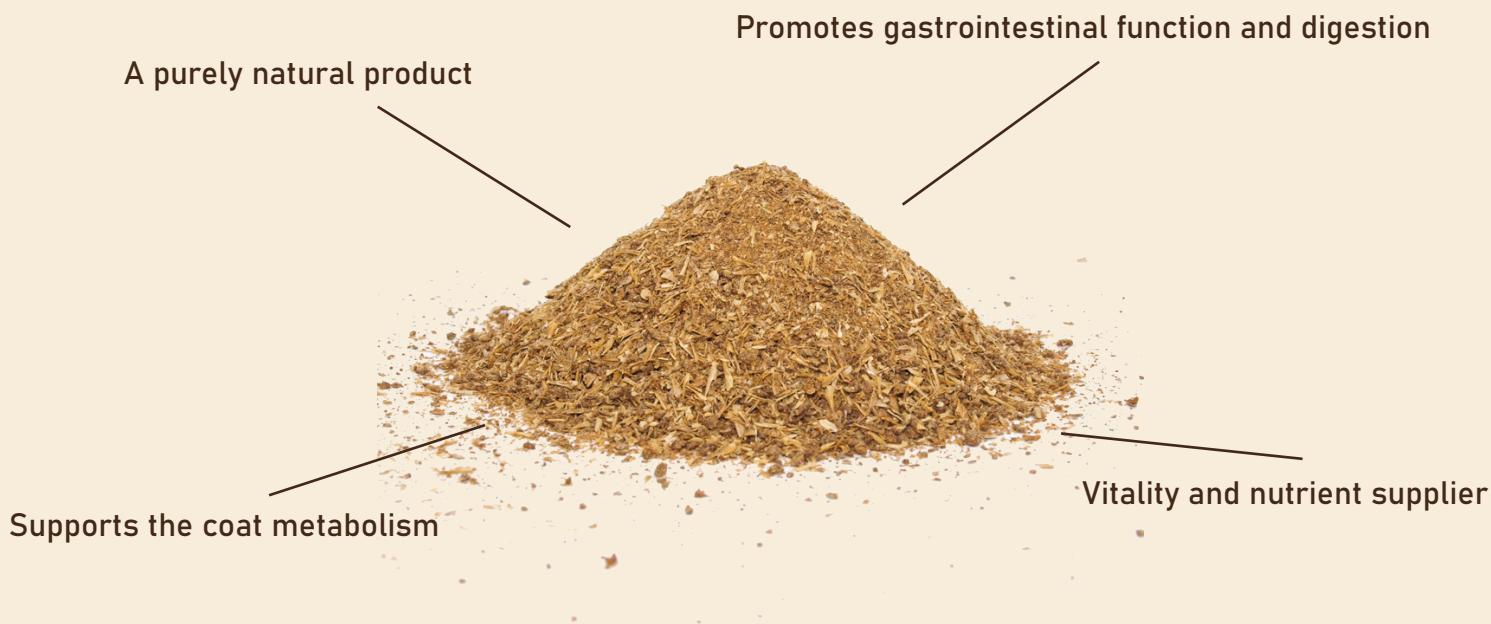 Promotes gastrointestinal function and digestion
A purely natural product
Vitality and nutrient supplier
Supports the coat metabolism